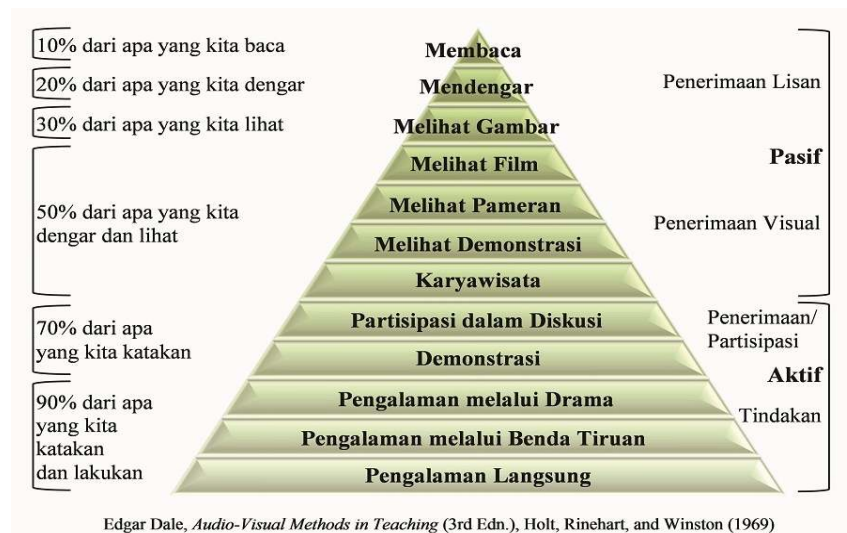 10% dari apa yang kita baca
20% dari apa yang kita dengar
30% dari apa yang kita lihat
50% dari apa yang kita
dengar dan lihat
70% dari apa
yang kita katakan
90% dari apa
yang kita
katakan
dan lakukan
Membaca
Mendengar
Melihat Gambar
Melihat Film
Melihat Pameran
Melihat Demonstrasi
Karyawisata
Partisipasi dalam Diskusi
Demonstrasi
Pengalaman melalui Drama
Pengalaman melalui Benda Tiruan
Pengalaman Langsung
Penerimaan Lisan
Pasif
Penerimaan Visual
Penerimaan/
Partisipasi
Aktif
Tindakan
Edgar Dale, Audio-Visual Methods in Teaching (3rd Edn.), Holt, Rinehart, and Winston (1969)